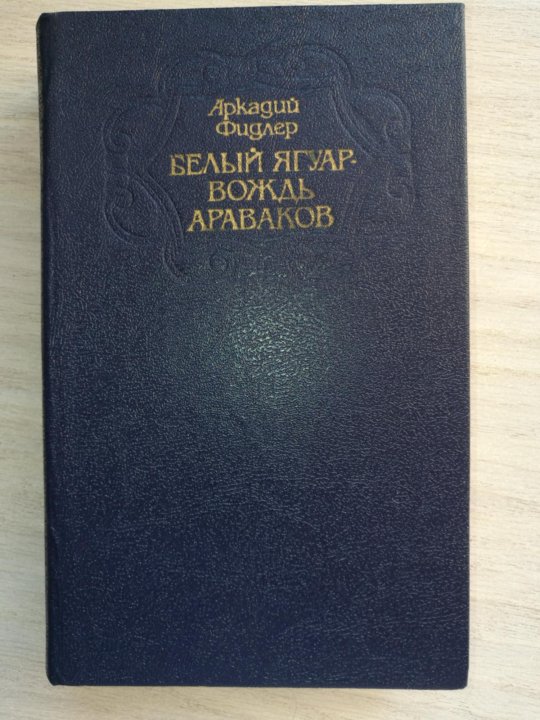 Аркадий
Фидлер
БЕЛЫЙ ЯГУАР-
ВОЖДЬ
АРАВАКОВ